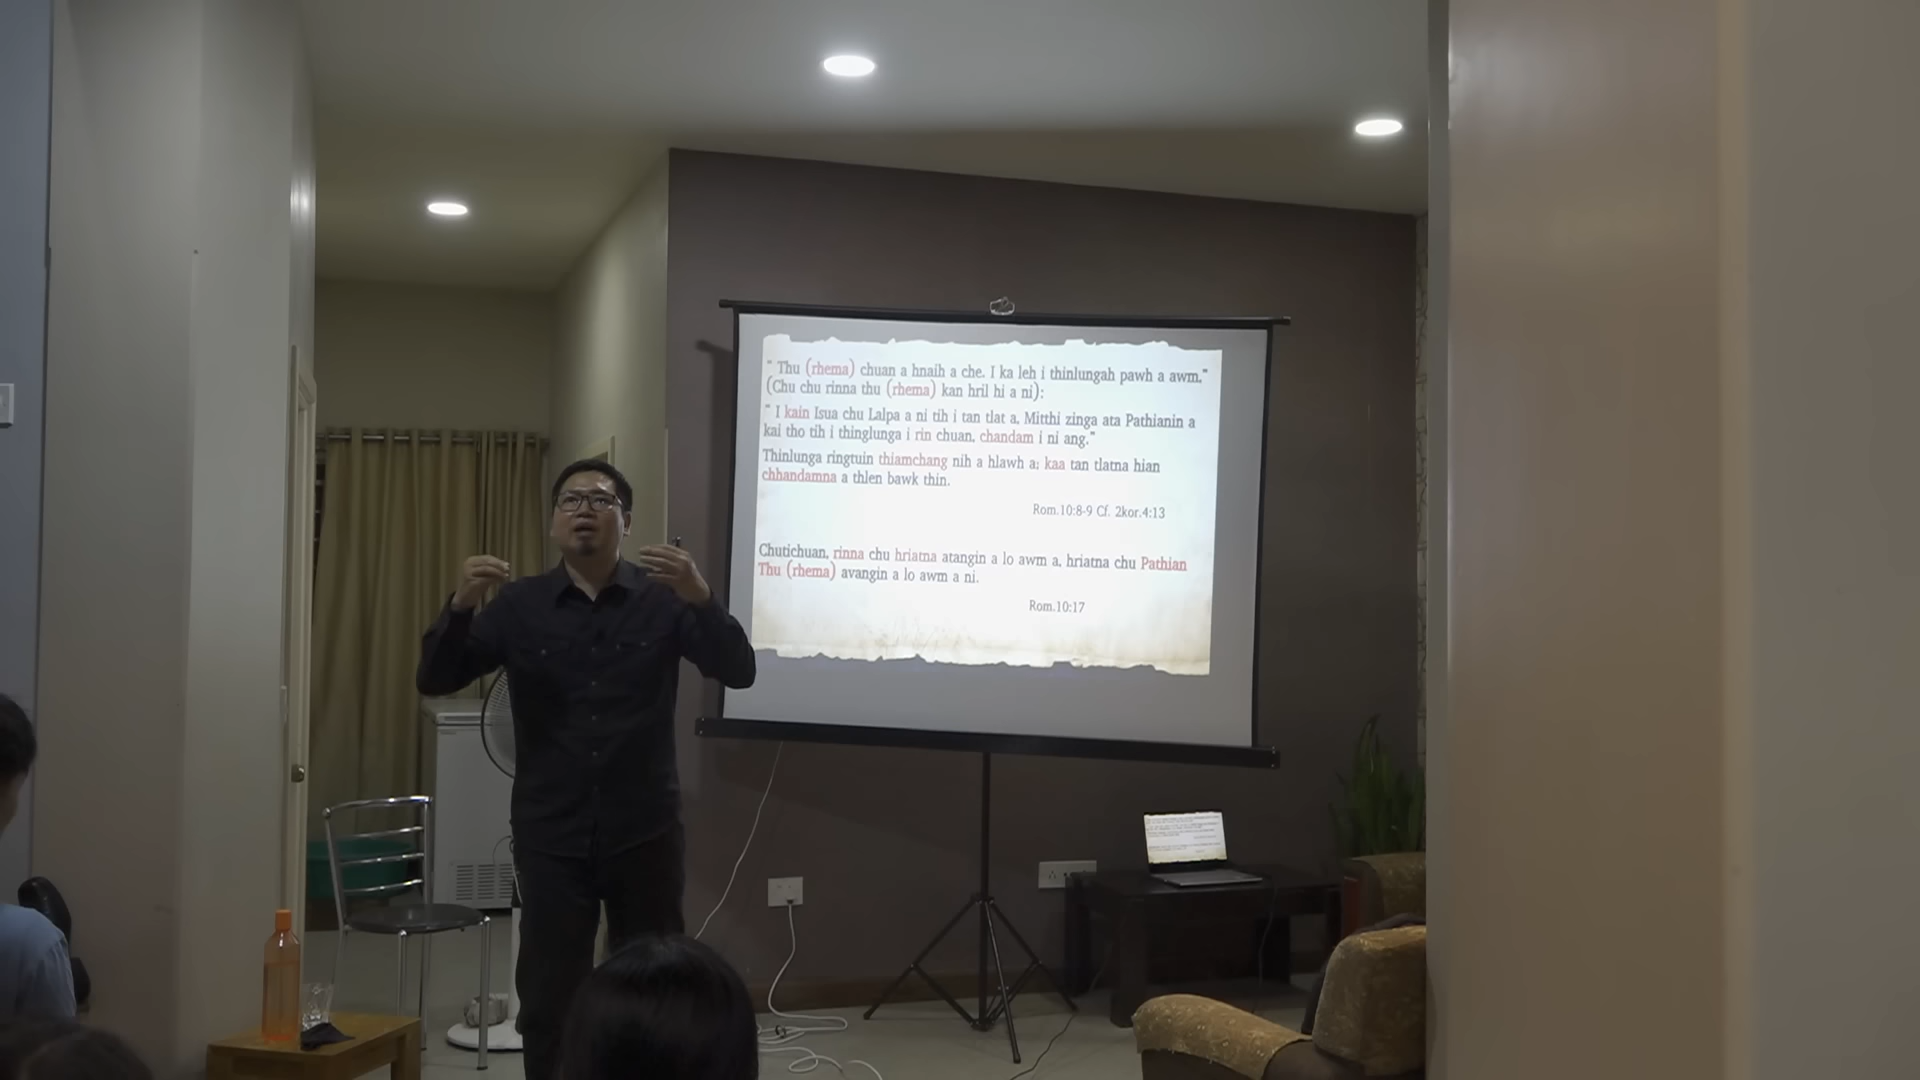 " Thu (rhema) chuan a hnaih a che. I ka leh i thinlungah pawh a awm."
(Chu chu rinna thu (rhema) kan hril hi a ni):
" I kain Isua chu Lalpa a ni tih i tan tlat a, Mitthi zinga ata Pathianin a
kai tho tih i thinglunga i rin chuan, chandam i ni ang."
Thinlunga ringtuin thiamchang nih a hlawh a; kaa tan tlatna hian
chhandamna a thlen bawk thin.
Rom.10:8-9 Cf. 2kor.4:13
Chutichuan, rinna chu hriatna atangin a lo awm a, hriatna chu Pathian
Thu (rhema) avangin a lo awm a ni.
Rom.10:17